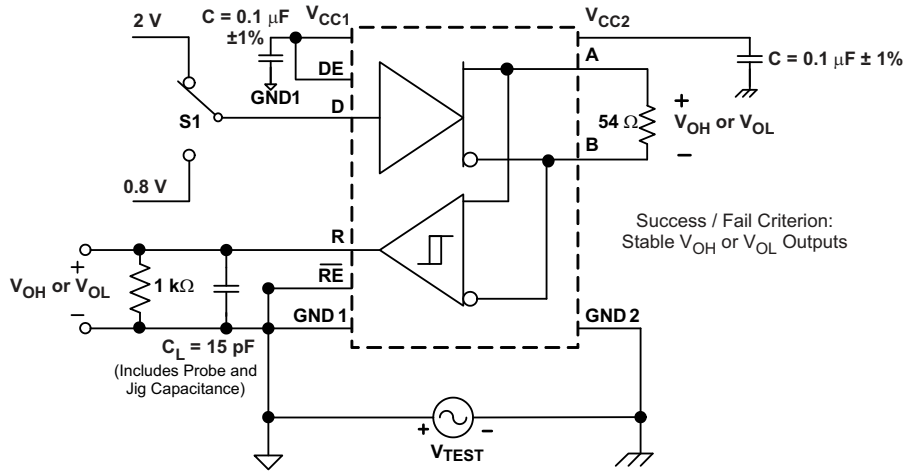 2 V
C = 0.1 μF
±1%
VCC1
VCC2
DE
GND1
A
C = 0.1 μF ± 1%
D
S1
54 Ω
+
VOH or VOL
B
−
0.8 V
Success / Fail Criterion:
Stable VOH or VOL Outputs
R
+
RE
VOH or VOL
1 kΩ
−
GND 1
GND 2
CL = 15 pF
(Includes Probe and
Jig Capacitance)
+
−
VTEST